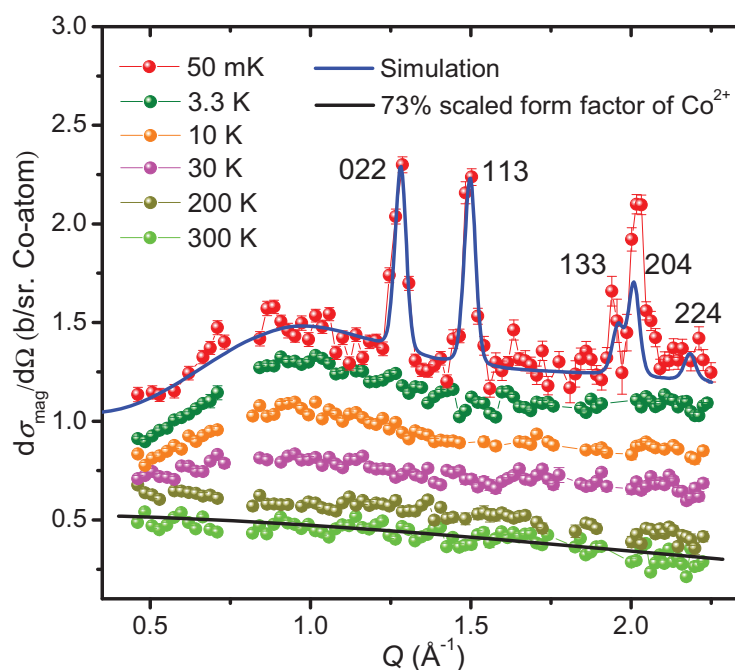 3.0
2.5
2.0
1.5
1.0
0.5
dσmag/dΩ (b/sr. Co-atom)
50 mK
3.3 K
10 K
30 K
200 K
300 K
Simulation
73% scaled form factor of Co²⁺
022
113
133
204
224
0.5 1.0 1.5 2.0
Q (Å⁻¹)